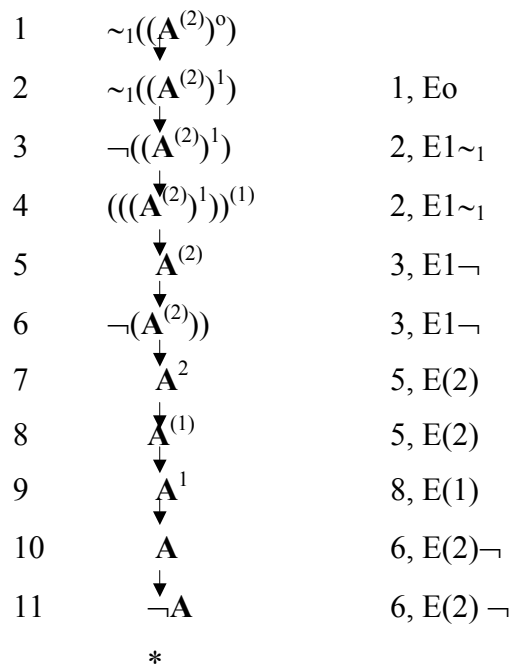 1 ∼₁((𝐀⁽²⁾)ᵒ)
2 ∼₁((𝐀⁽²⁾)¹) 1, Eo
3 ¬((𝐀⁽²⁾)¹) 2, E1∼₁
4 (((𝐀⁽²⁾)¹))⁽¹⁾ 2, E1∼₁
5 𝐀⁽²⁾ 3, E1¬
6 ¬(𝐀⁽²⁾)) 3, E1¬
7 𝐀² 5, E(2)
8 𝐀⁽¹⁾ 5, E(2)
9 𝐀¹ 8, E(1)
10 𝐀 6, E(2)¬
11 ¬𝐀 6, E(2) ¬
*